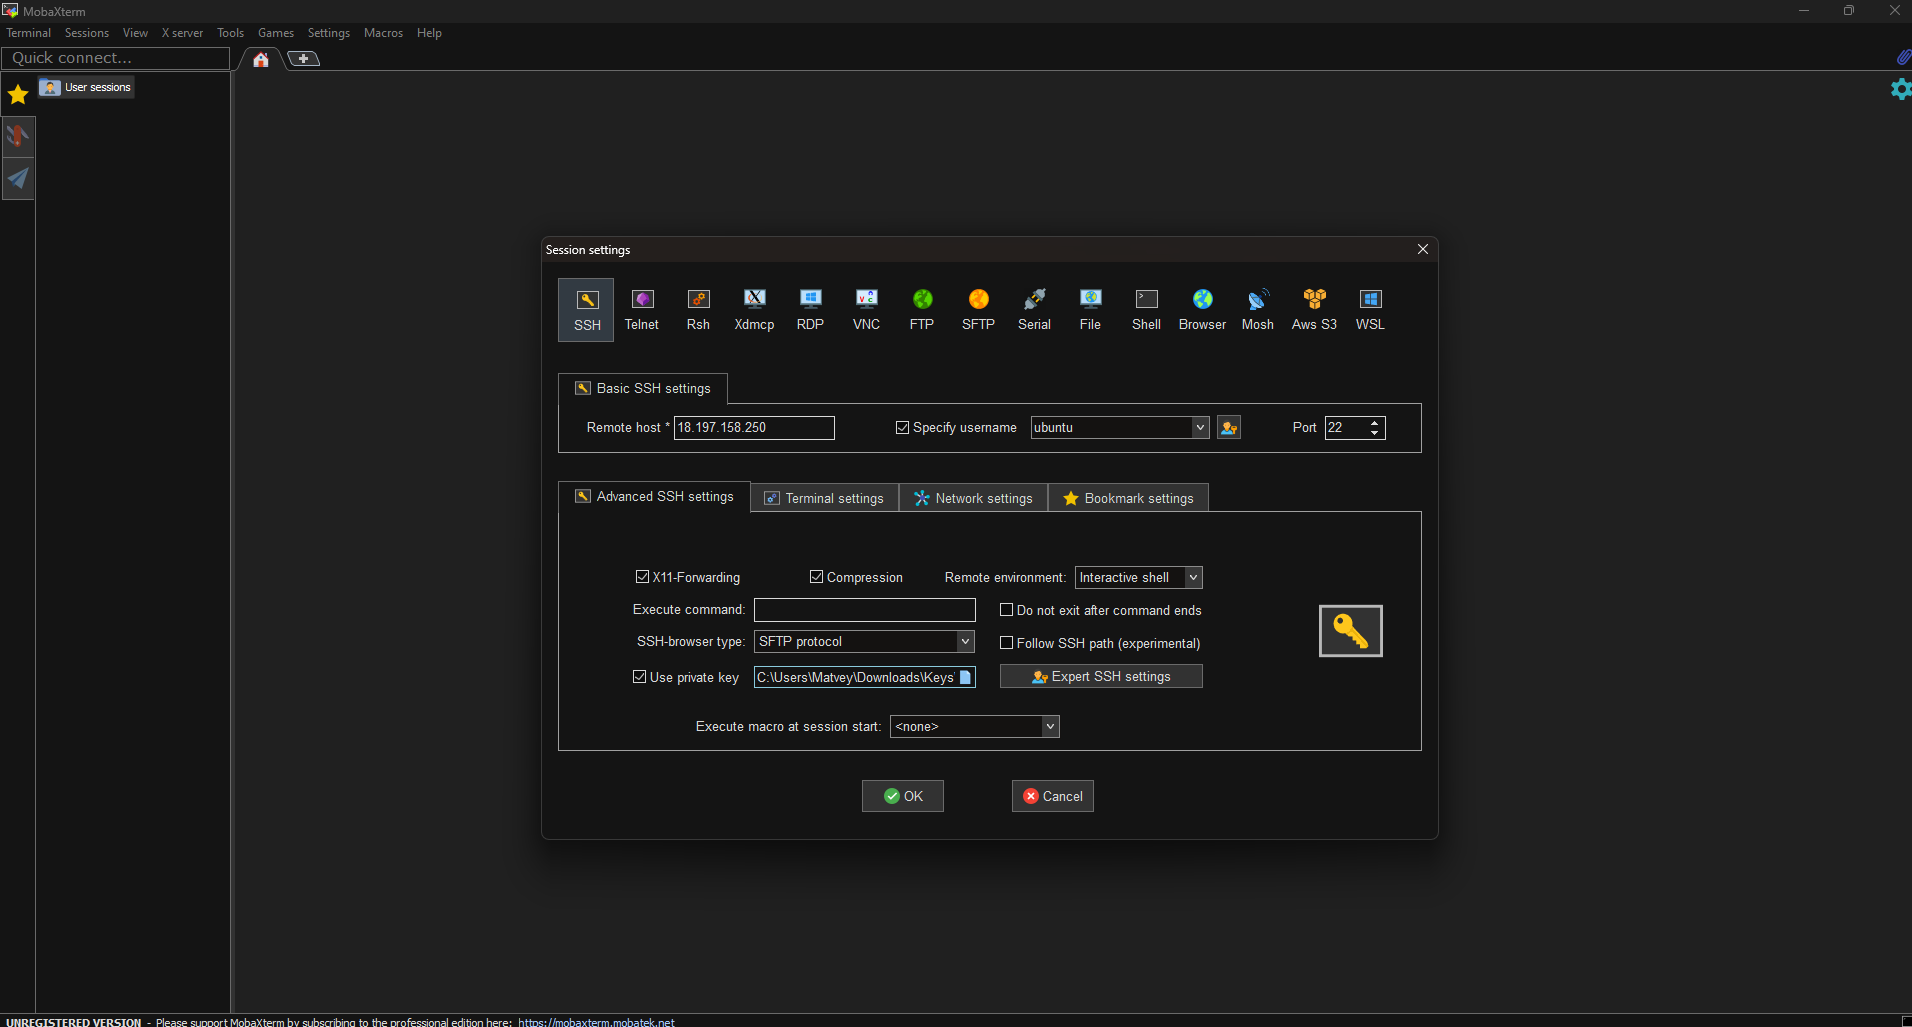 MobaXterm
Terminal Sessions View X server Tools Games Settings Macros Help
Quick connect...
User sessions
Session settings
SSH Telnet Rsh Xdmcp RDP VNC FTP SFTP Serial File Shell Browser Mosh Aws S3 WSL
Basic SSH settings
Remote host * 18.197.158.250 Specify username ubuntu Port 22
Advanced SSH settings Terminal settings Network settings Bookmark settings
X11-Forwarding Compression Remote environment: Interactive shell
Execute command: Do not exit after command ends
SSH-browser type: SFTP protocol Follow SSH path (experimental)
Use private key C:\Users\Matvey\Downloads\Keys Expert SSH settings
Execute macro at session start: <none>
OK Cancel
UNREGISTERED VERSION - Please support MobaXterm by subscribing to the professional edition here: https://mobaxterm.mobatek.net